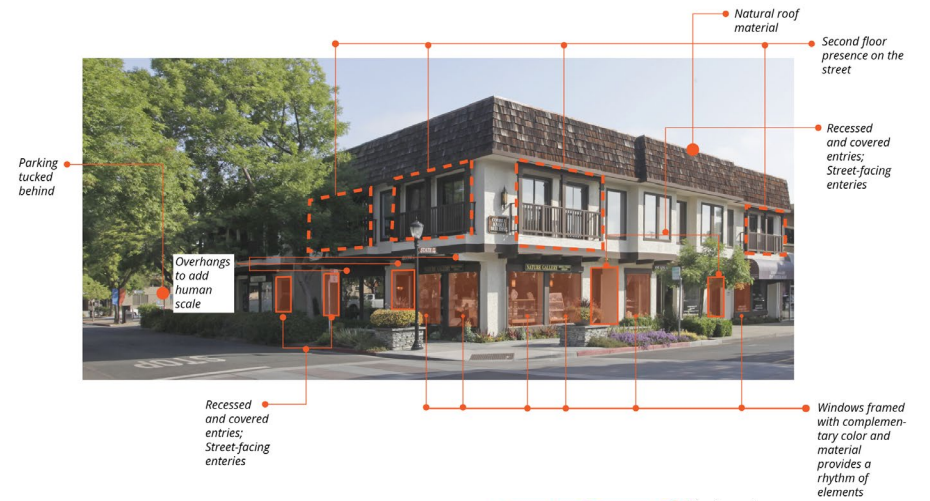 Natural roof
material
Second floor
presence on the
street
Recessed
and covered
entries;
Street-facing
enteries
Parking
tucked
behind
Overhangs
to add
human
scale
NATURE GALLERY
STOP
Recessed
and covered
entries;
Street-facing
enteries
Windows framed
with complemen-
tary color and
material
provides a
rhythm of
elements